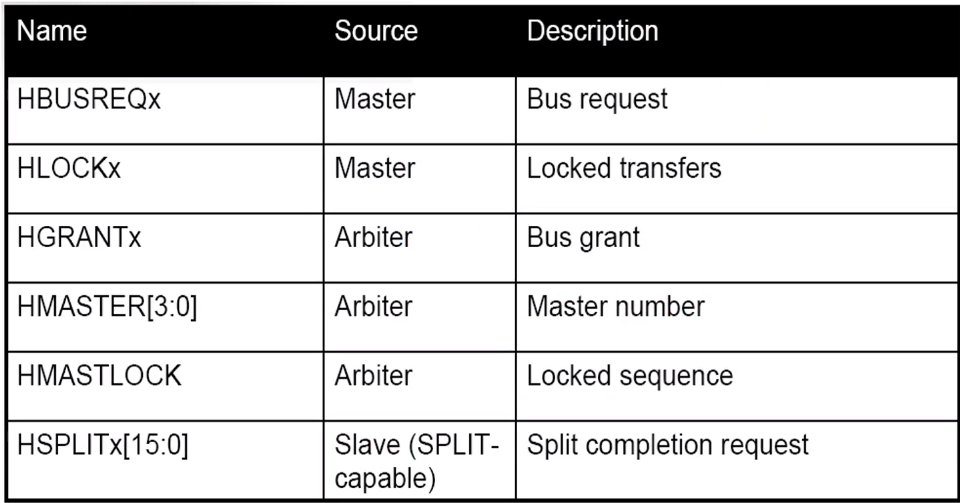 Name Source Description
HBUSREQx Master Bus request
HLOCKx Master Locked transfers
HGRANTx Arbiter Bus grant
HMASTER[3:0] Arbiter Master number
HMASTLOCK Arbiter Locked sequence
HSPLITx[15:0] Slave (SPLIT- Split completion request
capable)